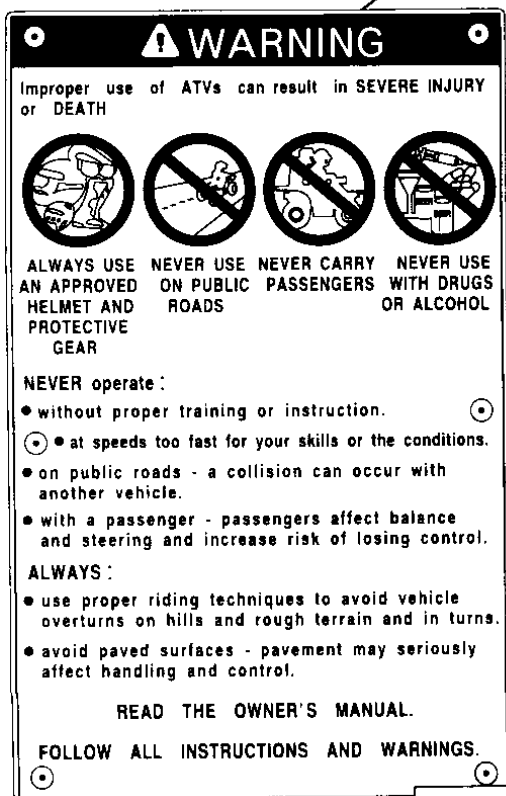 WARNING
Improper use of ATVs can result in SEVERE INJURY
or DEATH
ALWAYS USE
AN APPROVED
HELMET AND
PROTECTIVE
GEAR
NEVER USE
ON PUBLIC
ROADS
NEVER CARRY
PASSENGERS
NEVER USE
WITH DRUGS
OR ALCOHOL
NEVER operate :
• without proper training or instruction.
• at speeds too fast for your skills or the conditions.
• on public roads - a collision can occur with
another vehicle.
• with a passenger - passengers affect balance
and steering and increase risk of losing control.
ALWAYS :
• use proper riding techniques to avoid vehicle
overturns on hills and rough terrain and in turns.
• avoid paved surfaces - pavement may seriously
affect handling and control.
READ THE OWNER'S MANUAL.
FOLLOW ALL INSTRUCTIONS AND WARNINGS.